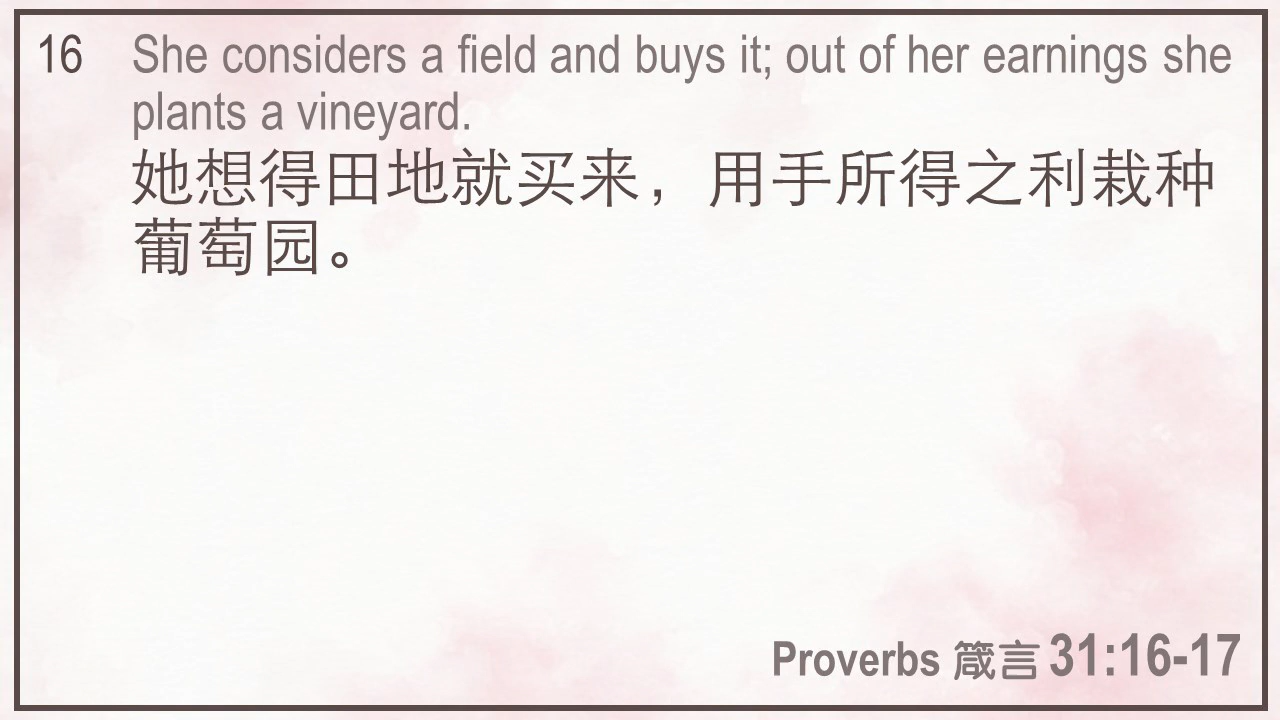 16 She considers a field and buys it; out of her earnings she
plants a vineyard.
她想得田地就买来，用手所得之利栽种
葡萄园。
Proverbs 箴言 31:16-17